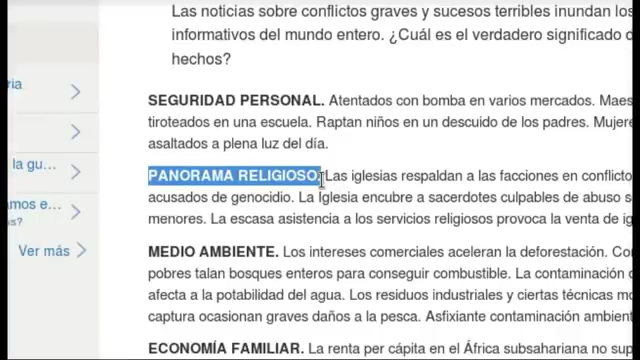 Las noticias sobre conflictos graves y sucesos terribles inundan los
informativos del mundo entero. ¿Cuál es el verdadero significado
hechos?
SEGURIDAD PERSONAL. Atentados con bomba en varios mercados.
tiroteados en una escuela. Raptan niños en un descuido de los padres.
asaltados a plena luz del día.
PANORAMA RELIGIOSO. Las iglesias respaldan a las facciones en
acusados de genocidio. La Iglesia encubre a sacerdotes culpables de abuso
menores. La escasa asistencia a los servicios religiosos provoca la venta de
MEDIO AMBIENTE. Los intereses comerciales aceleran la deforestación.
pobres talan bosques enteros para conseguir combustible. La contaminación
afecta a la potabilidad del agua. Los residuos industriales y ciertas técnicas
captura ocasionan graves daños a la pesca. Asfixiante contaminación
ECONOMÍA FAMILIAR. La renta per cápita en el África subsahariano no
la gu...
Ver más